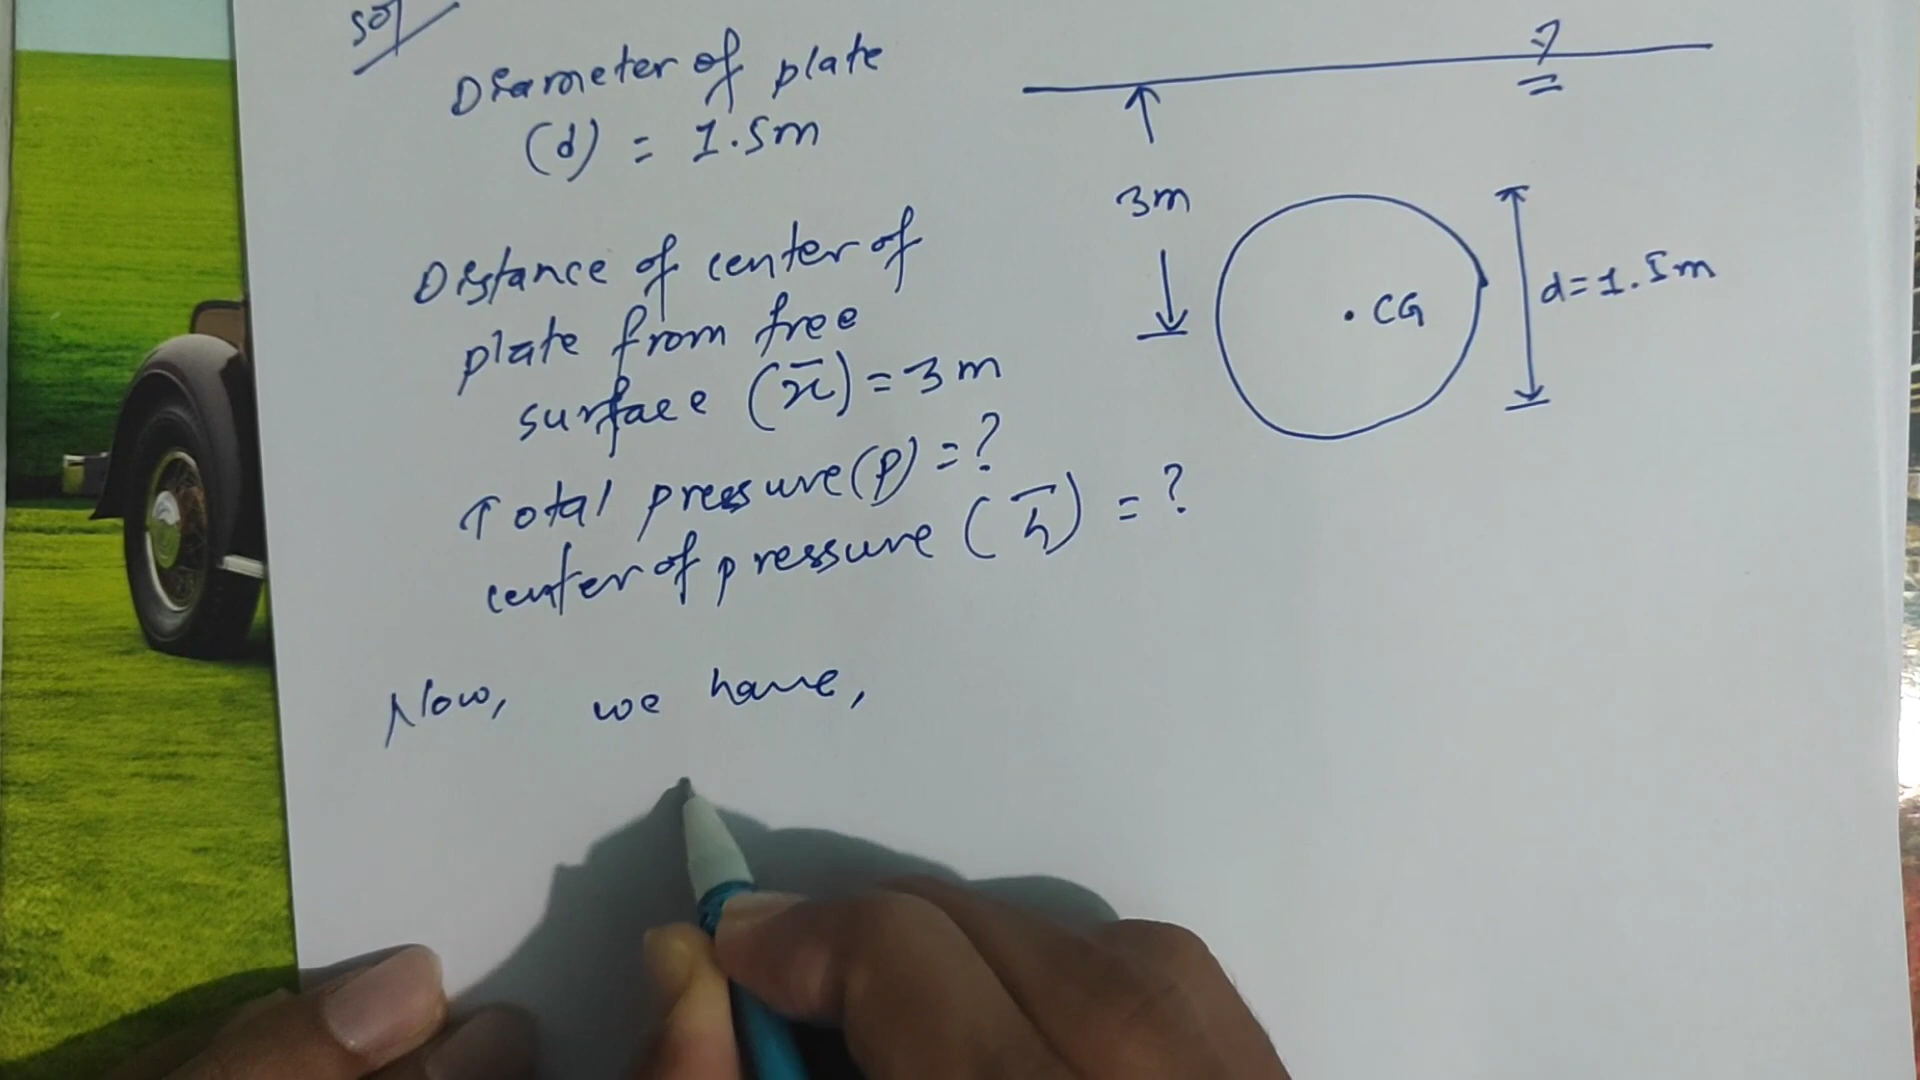 Sol
Diameter of plate
(d) = 1.5m
Distance of center of
plate from free
surface (x̄) = 3m
Total pressure (p) = ?
center of pressure (h̄) = ?
Now, we have,
3m
. CG
d = 1.5m